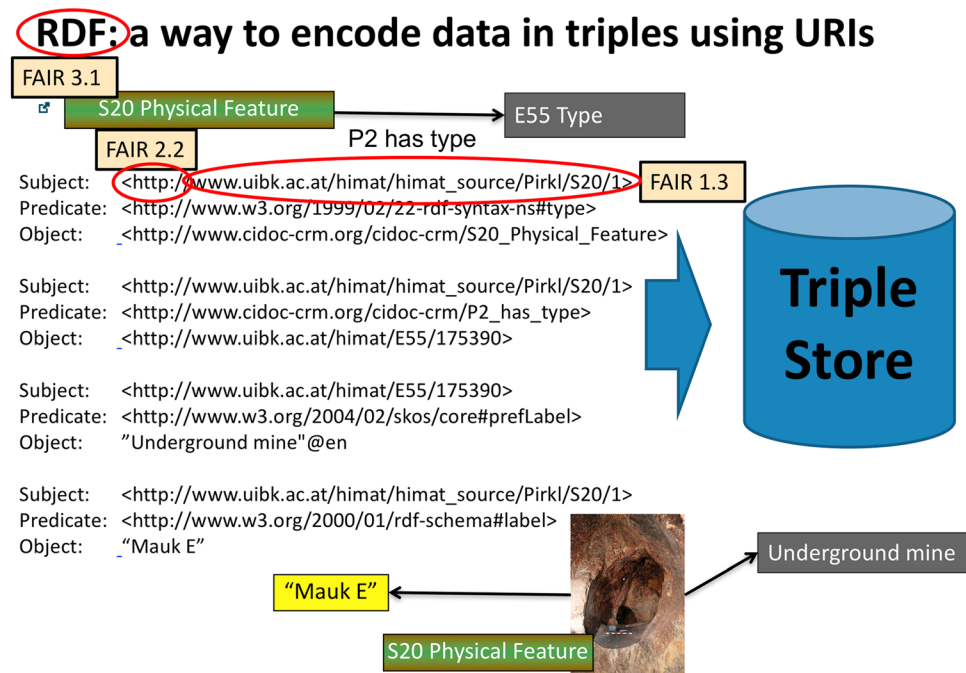 RDF: a way to encode data in triples using URIs
FAIR 3.1
S20 Physical Feature
E55 Type
P2 has type
FAIR 2.2
Subject: <http://www.uibk.ac.at/himat/himat_source/Pirkl/S20/1>
FAIR 1.3
Predicate: <http://www.w3.org/1999/02/22-rdf-syntax-ns#type>
Object: <http://www.cidoc-crm.org/cidoc-crm/S20_Physical_Feature>
Subject: <http://www.uibk.ac.at/himat/himat_source/Pirkl/S20/1>
Predicate: <http://www.cidoc-crm.org/cidoc-crm/P2_has_type>
Object: <http://www.uibk.ac.at/himat/E55/175390>
Subject: <http://www.uibk.ac.at/himat/E55/175390>
Predicate: <http://www.w3.org/2004/02/skos/core#prefLabel>
Object: ”Underground mine"@en
Subject: <http://www.uibk.ac.at/himat/himat_source/Pirkl/S20/1>
Predicate: <http://www.w3.org/2000/01/rdf-schema#label>
Object: “Mauk E”
Triple
Store
Underground mine
“Mauk E”
S20 Physical Feature